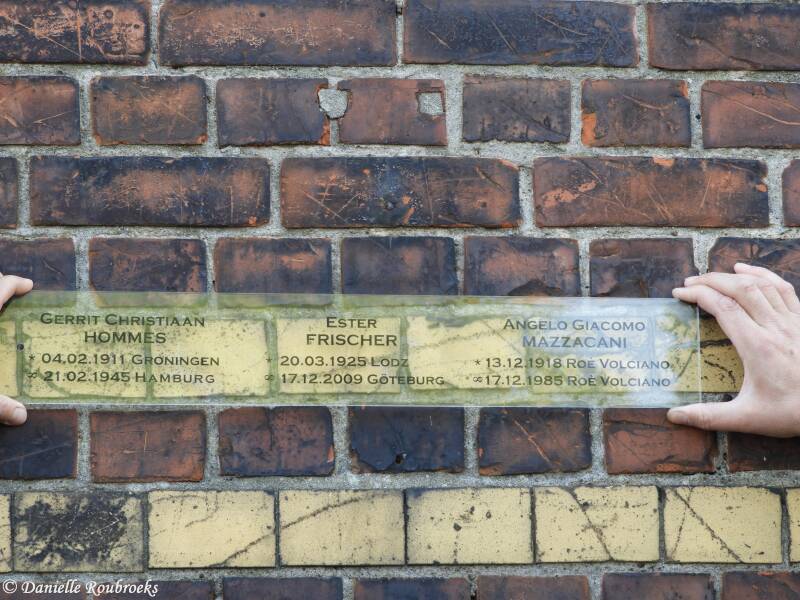 Gerrit Christiaan
HOMMES
* 04.02.1911 Groningen
∞ 21.02.1945 Hamburg
Ester
FRISCHER
* 20.03.1925 Lodz
∞ 17.12.2009 Göteburg
Angelo Giacomo
MAZZACANI
* 13.12.1918 Roè Volciano
∞ 17.12.1985 Roè Volciano
© Danielle Roubroeks